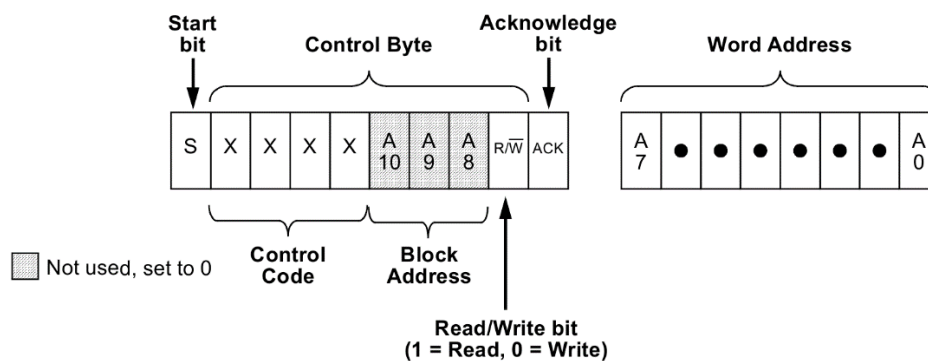 Start
bit
Control Byte
Acknowledge
bit
Word Address
S X X X X A
10 A
9 A
8 R/W̅ ACK
A
7 ● ● ● ● ● ● A
0
Control
Code
Block
Address
Not used, set to 0
Read/Write bit
(1 = Read, 0 = Write)